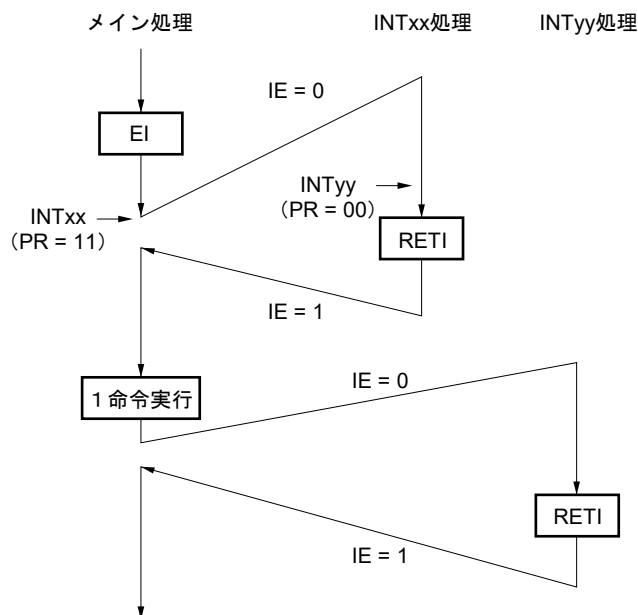 メイン処理
INTxx処理
INTyy処理
IE = 0
EI
INTyy
(PR = 00)
INTxx
(PR = 11)
RETI
IE = 1
IE = 0
1 命令実行
RETI
IE = 1